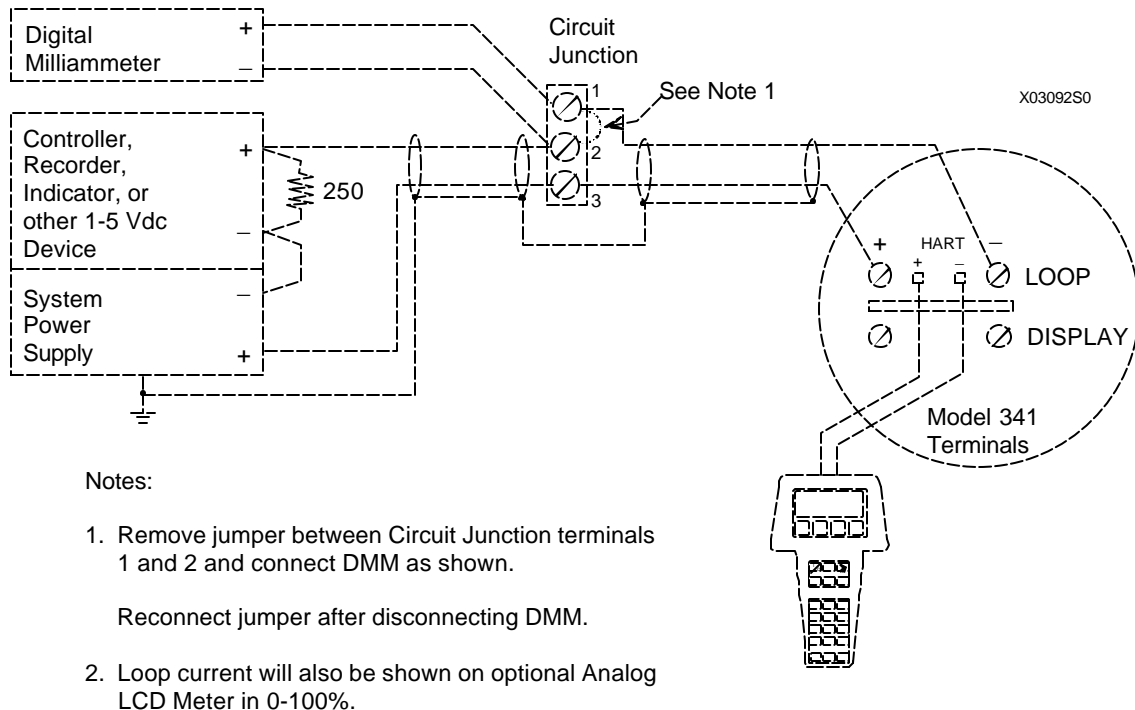 Digital
Milliammeter
+
–
Circuit
Junction
1
2
3
See Note 1
X03092S0
Controller,
Recorder,
Indicator, or
other 1-5 Vdc
Device
+
–
250
System
Power
Supply
–
+
+ HART –
+ –
LOOP
DISPLAY
Model 341
Terminals
Notes:
1. Remove jumper between Circuit Junction terminals
1 and 2 and connect DMM as shown.
Reconnect jumper after disconnecting DMM.
2. Loop current will also be shown on optional Analog
LCD Meter in 0-100%.